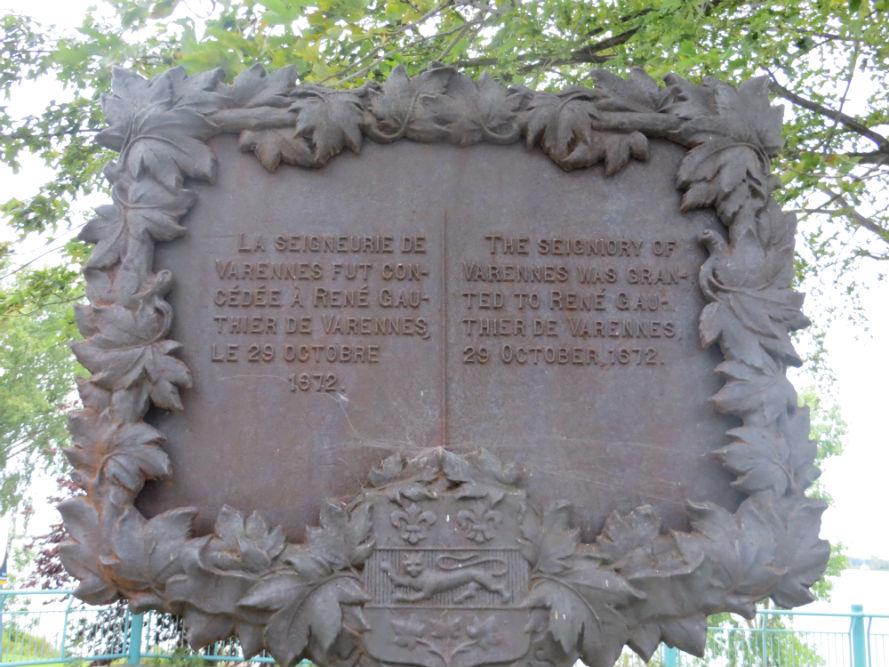 LA SEIGNEURIE DE
VARENNES FUT CON-
CÉDÉE À RENÉ GAU-
THIER DE VARENNES,
LE 29 OCTOBRE
1672.
THE SEIGNIORY OF
VARENNES WAS GRAN-
TED TO RENÉ GAU-
THIER DE VARENNES,
29 OCTOBER, 1672.